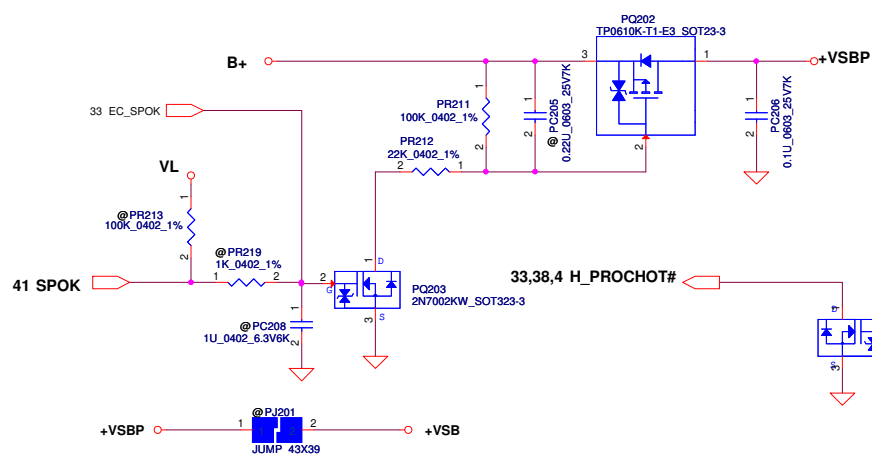 PQ202
TP0610K-T1-E3_SOT23-3
B+
3
1
+VSBP
2
33 EC_SPOK
1
PR211
100K_0402_1%
2
1
@ PC205
0.22U_0603_25V7K
2
1
PC206
0.1U_0603_25V7K
2
PR212
22K_0402_1%
2
1
VL
1
@PR213
100K_0402_1%
2
@PR219
1K_0402_1%
41 SPOK
1
2
1
D
2
G
PQ203
2N7002KW_SOT323-3
S
3
33,38,4 H_PROCHOT#
D
S
3
1
@PC208
1U_0402_6.3V6K
2
@PJ201
+VSBP
1
1
2
2
+VSB
JUMP_43X39